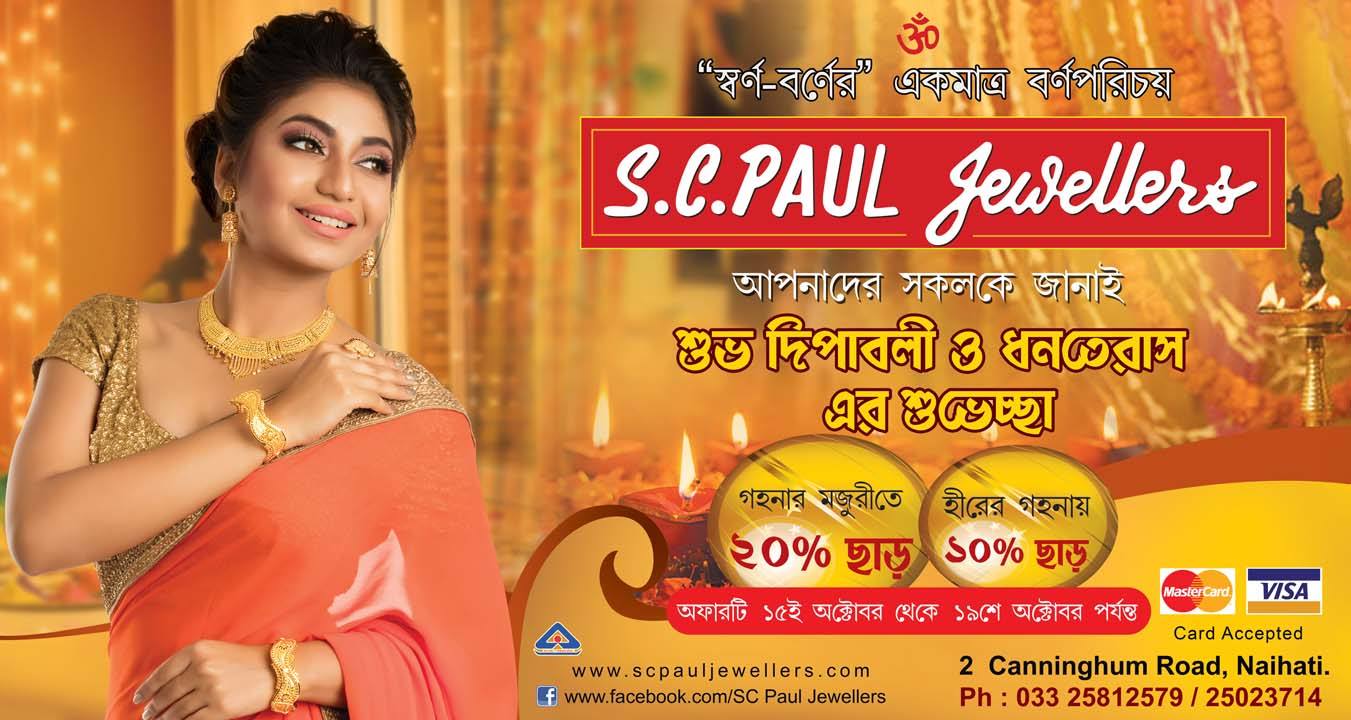 ॐ
“স্বর্ণ-বর্ণের” একমাত্র বর্ণপরিচয়
S.C.PAUL Jewellers
আপনাদের সকলকে জানাই
শুভ দিপাবলী ও ধনতেরাস
এর শুভেচ্ছা
গহনার মজুরীতে
২০% ছাড়
হীরের গহনায়
১০% ছাড়
অফারটি ১৫ই অক্টোবর থেকে ১৯শে অক্টোবর পর্যন্ত
MasterCard
VISA
Card Accepted
www.scpauljewellers.com
f www.facebook.com/SC Paul Jewellers
2 Canninghum Road, Naihati.
Ph : 033 25812579 / 25023714